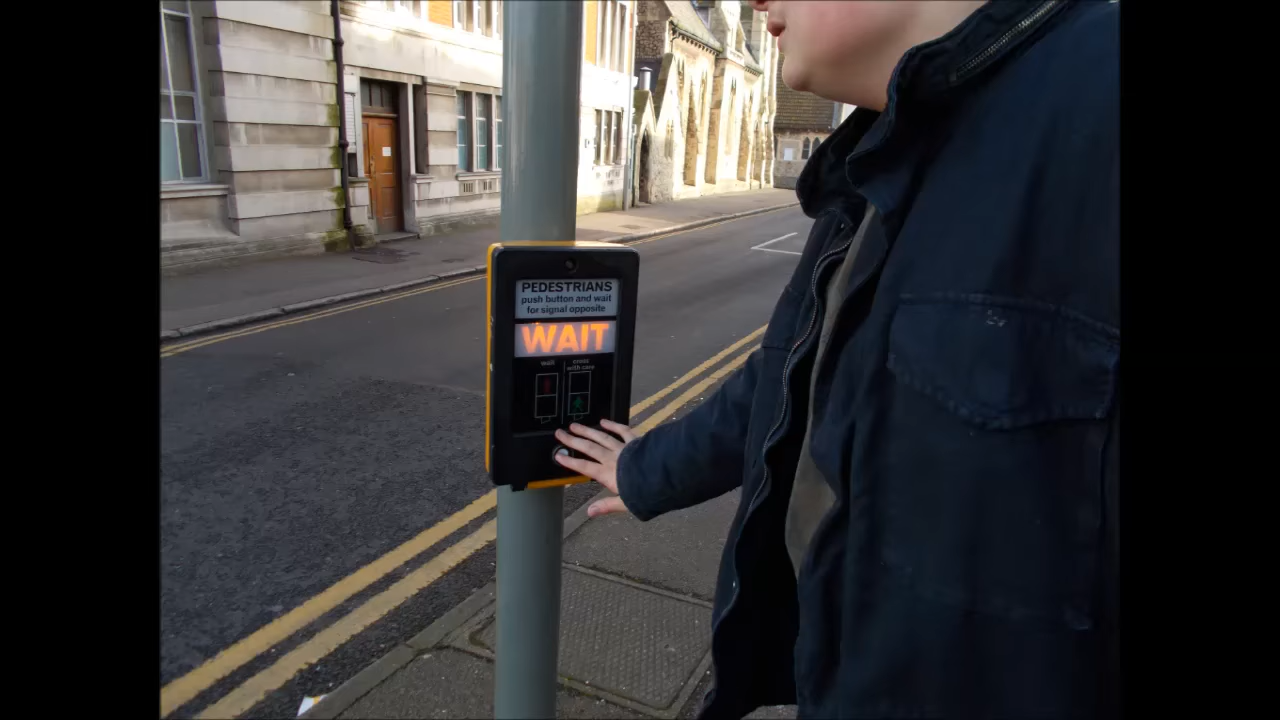 PEDESTRIANS
push button and wait
for signal opposite
WAIT
wait
cross
with care